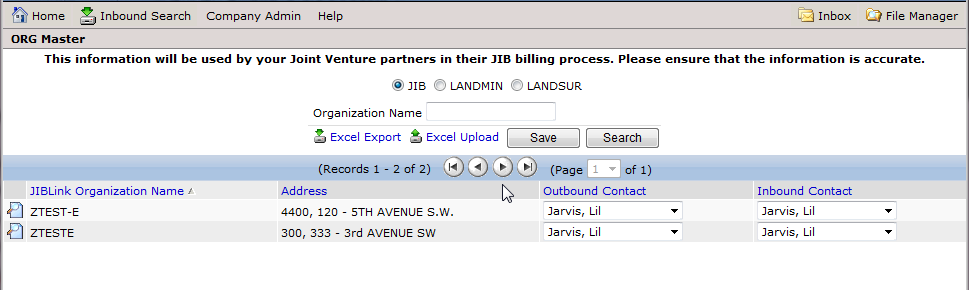 Home Inbound Search Company Admin Help Inbox File Manager
ORG Master
This information will be used by your Joint Venture partners in their JIB billing process. Please ensure that the information is accurate.
JIB LANDMIN LANDSUR
Organization Name
Excel Export Excel Upload Save Search
(Records 1 - 2 of 2) (Page 1 of 1)
JIBLink Organization Name Address Outbound Contact Inbound Contact
ZTEST-E 4400, 120 - 5TH AVENUE S.W. Jarvis, Lil Jarvis, Lil
ZTESTE 300, 333 - 3rd AVENUE SW Jarvis, Lil Jarvis, Lil